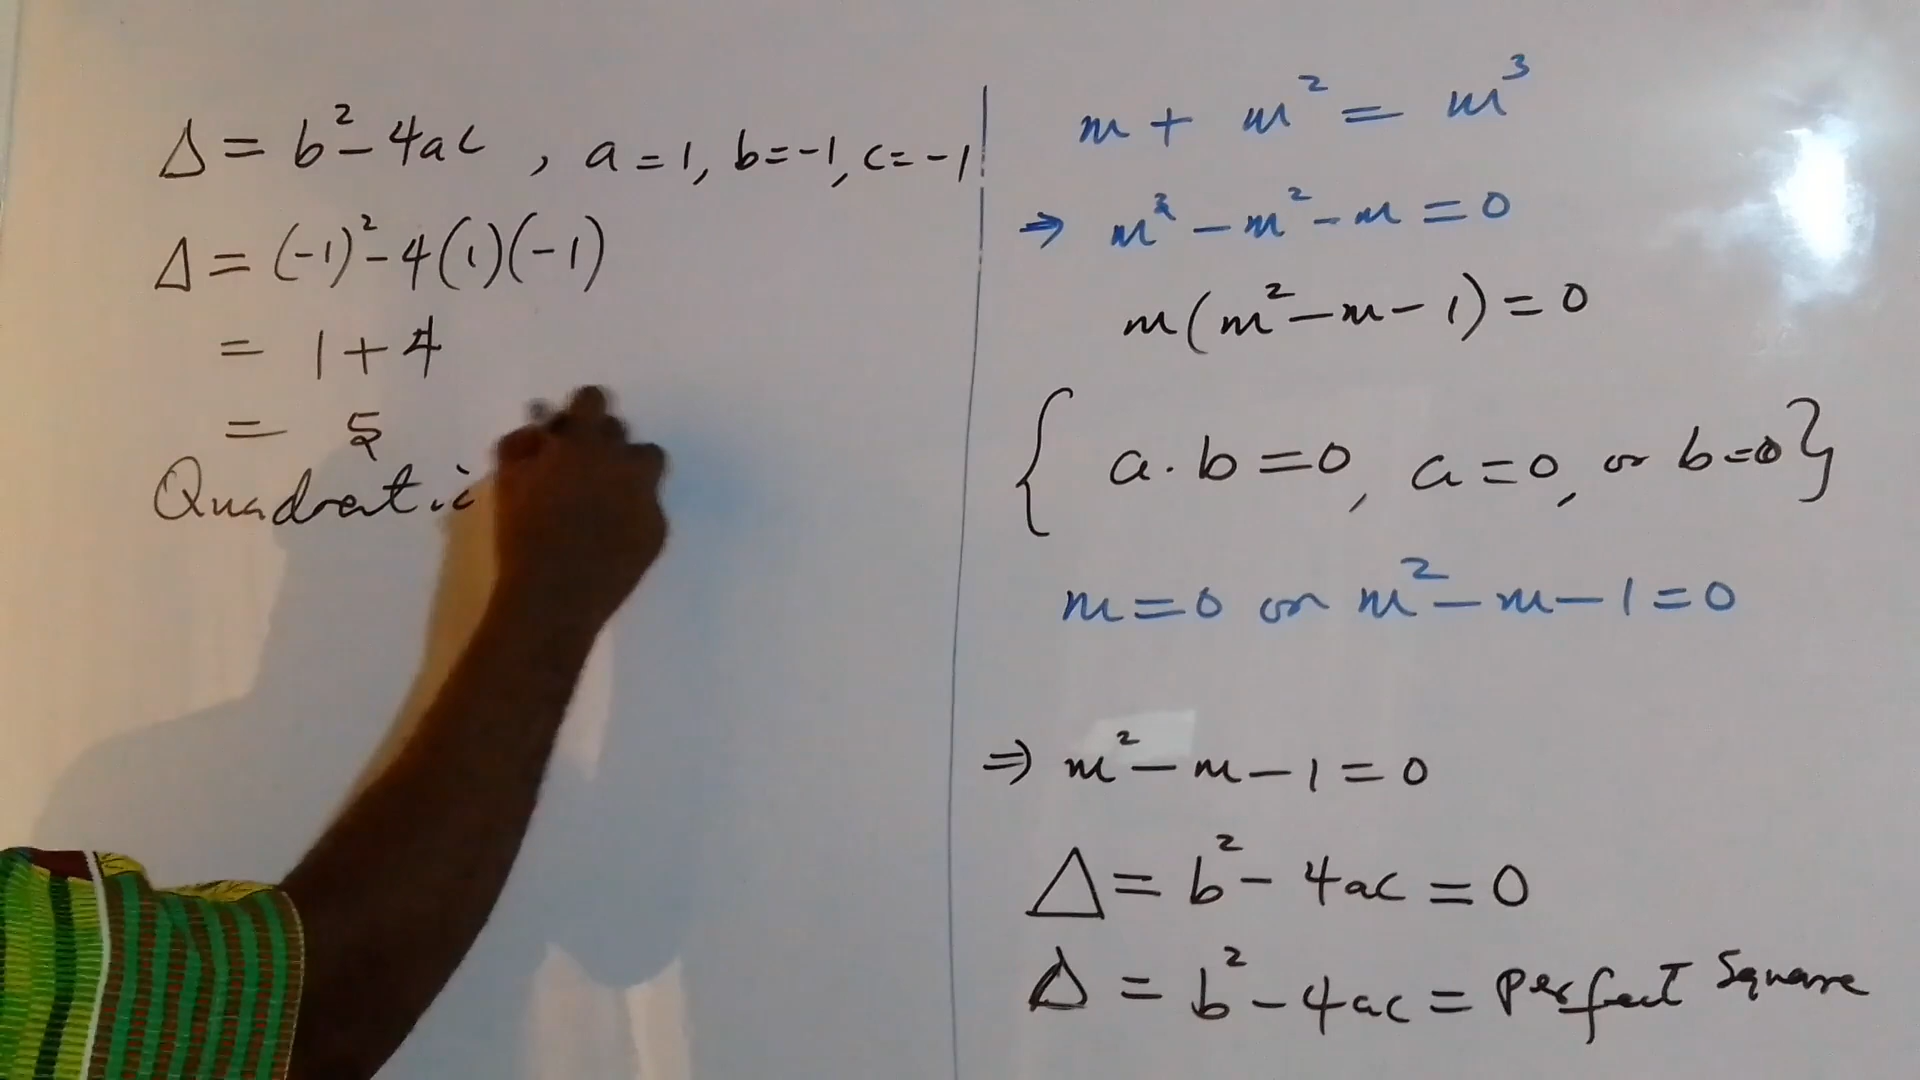 Δ = b² - 4ac , a = 1, b = -1, c = -1
Δ = (-1)² - 4(1)(-1)
= 1 + 4
= 5
Quadratic
m + m² = m³
⇒ m³ - m² - m = 0
m(m² - m - 1) = 0
{ a · b = 0, a = 0, or b = 0 }
m = 0 or m² - m - 1 = 0
⇒ m² - m - 1 = 0
Δ = b² - 4ac = 0
Δ = b² - 4ac = perfect Square